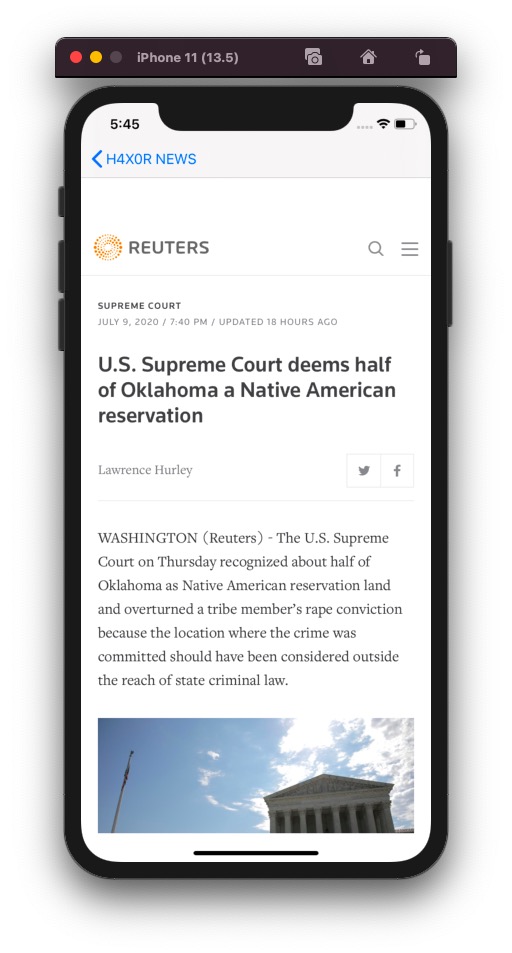 iPhone 11 (13.5)
5:45
H4X0R NEWS
REUTERS
SUPREME COURT
JULY 9, 2020 / 7:40 PM / UPDATED 18 HOURS AGO
U.S. Supreme Court deems half
of Oklahoma a Native American
reservation
Lawrence Hurley
WASHINGTON (Reuters) - The U.S. Supreme
Court on Thursday recognized about half of
Oklahoma as Native American reservation land
and overturned a tribe member’s rape conviction
because the location where the crime was
committed should have been considered outside
the reach of state criminal law.